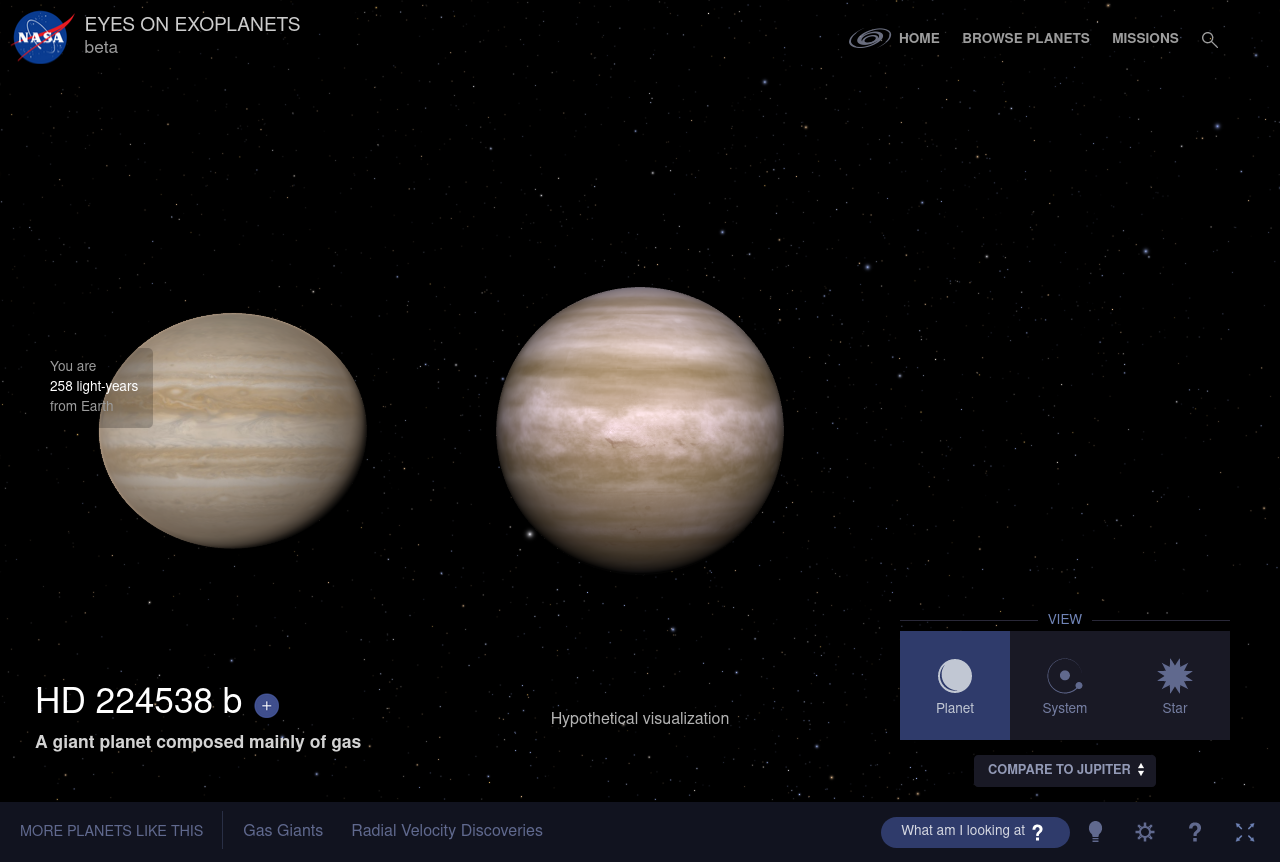 NASA
EYES ON EXOPLANETS
beta
HOME
BROWSE PLANETS
MISSIONS
You are
258 light-years
from Earth
VIEW
Planet
System
Star
HD 224538 b +
A giant planet composed mainly of gas
Hypothetical visualization
COMPARE TO JUPITER
MORE PLANETS LIKE THIS
Gas Giants
Radial Velocity Discoveries
What am I looking at ?
?